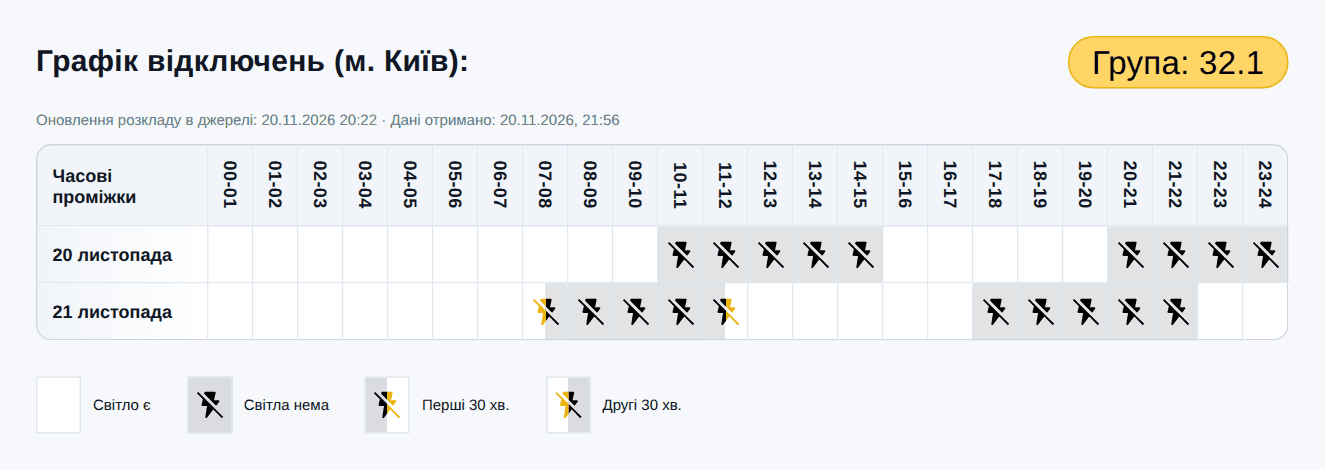 Графік відключень (м. Київ):
Група: 32.1
Оновлення розкладу в джерелі: 20.11.2026 20:22 · Дані отримано: 20.11.2026, 21:56
Часові
проміжки
00-01
01-02
02-03
03-04
04-05
05-06
06-07
07-08
08-09
09-10
10-11
11-12
12-13
13-14
14-15
15-16
16-17
17-18
18-19
19-20
20-21
21-22
22-23
23-24
20 листопада
21 листопада
Світло є
Світла нема
Перші 30 хв.
Другі 30 хв.